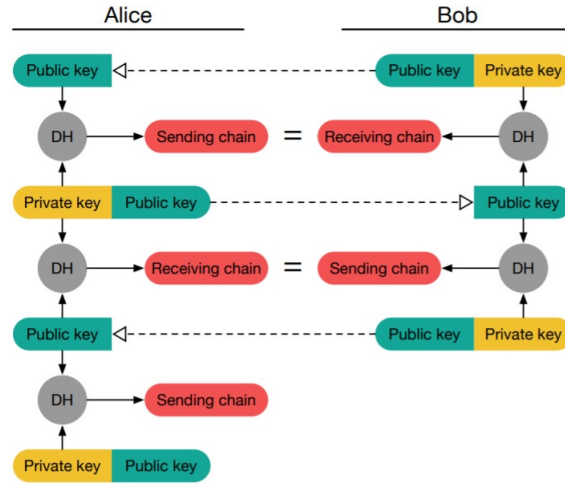 Alice Bob
Public key Public key Private key
DH Sending chain = Receiving chain DH
Private key Public key Public key
DH Receiving chain = Sending chain DH
Public key Public key Private key
DH Sending chain
Private key Public key